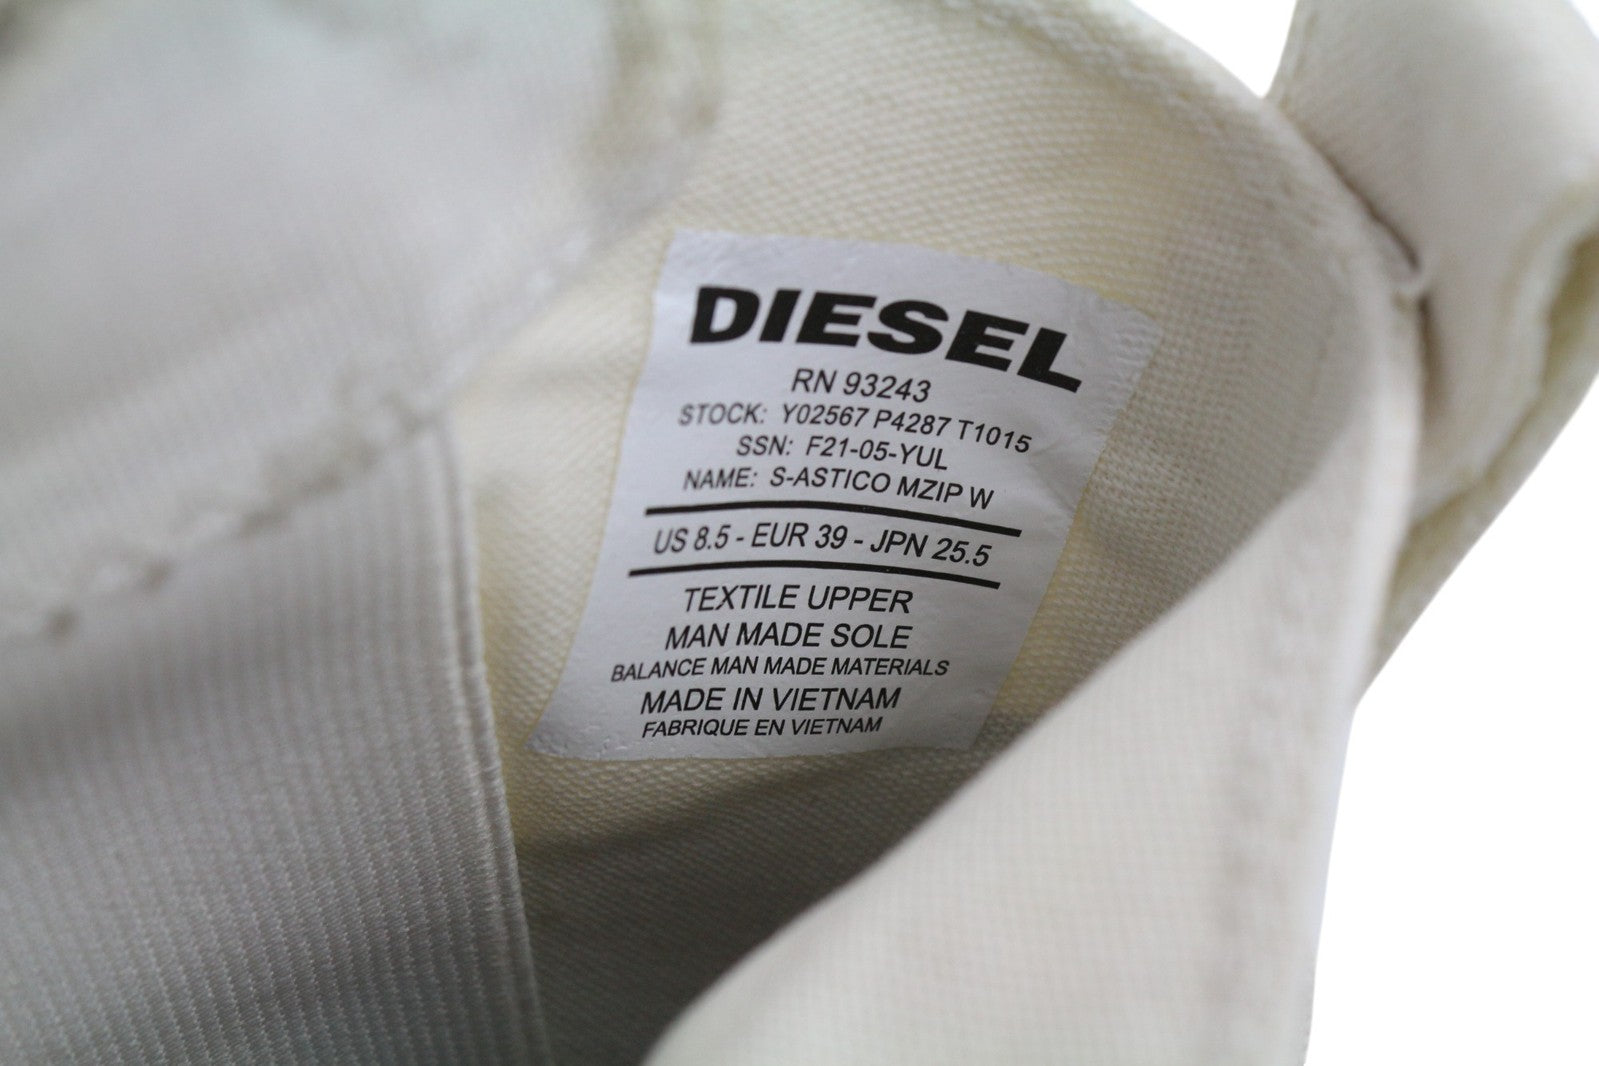 DIESEL
RN 93243
STOCK: Y02567 P4287 T1015
SSN: F21-05-YUL
NAME: S-ASTICO MZIP W
US 8.5 - EUR 39 - JPN 25.5
TEXTILE UPPER
MAN MADE SOLE
BALANCE MAN MADE MATERIALS
MADE IN VIETNAM
FABRIQUE EN VIETNAM